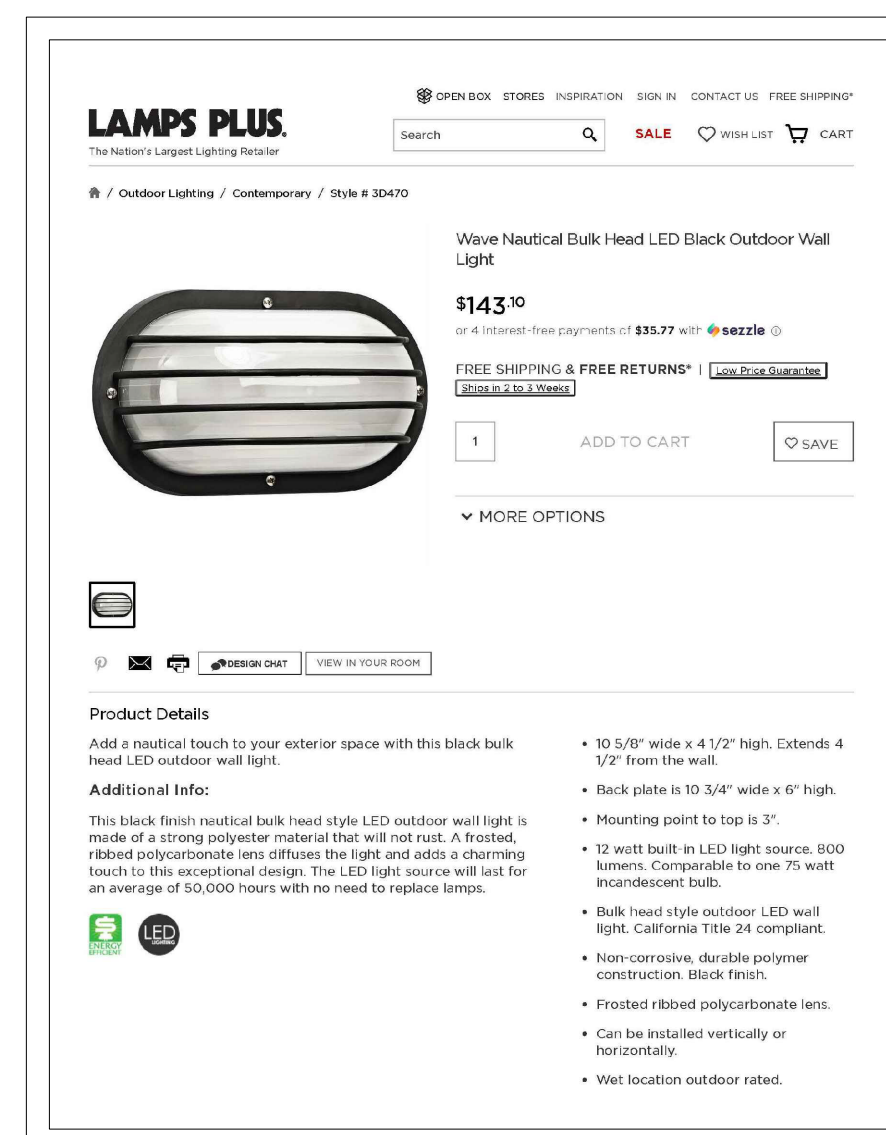 OPEN BOX STORES INSPIRATION SIGN IN CONTACT US FREE SHIPPING*
LAMPS PLUS.
The Nation's Largest Lighting Retailer
Search
SALE WISH LIST CART
/ Outdoor Lighting / Contemporary / Style # 3D470
Wave Nautical Bulk Head LED Black Outdoor Wall
Light
$143.10
or 4 interest-free payments of $35.77 with sezzle
FREE SHIPPING & FREE RETURNS* | Low Price Guarantee
Ships in 2 to 3 Weeks
1 ADD TO CART SAVE
MORE OPTIONS
DESIGN CHAT VIEW IN YOUR ROOM
Product Details
Add a nautical touch to your exterior space with this black bulk
head LED outdoor wall light.
Additional Info:
This black finish nautical bulk head style LED outdoor wall light is
made of a strong polyester material that will not rust. A frosted,
ribbed polycarbonate lens diffuses the light and adds a charming
touch to this exceptional design. The LED light source will last for
an average of 50,000 hours with no need to replace lamps.
ENERGY
EFFICIENT
LED
LIGHTING
• 10 5/8" wide x 4 1/2" high. Extends 4
1/2" from the wall.
• Back plate is 10 3/4" wide x 6" high.
• Mounting point to top is 3".
• 12 watt built-in LED light source. 800
lumens. Comparable to one 75 watt
incandescent bulb.
• Bulk head style outdoor LED wall
light. California Title 24 compliant.
• Non-corrosive, durable polymer
construction. Black finish.
• Frosted ribbed polycarbonate lens.
• Can be installed vertically or
horizontally.
• Wet location outdoor rated.